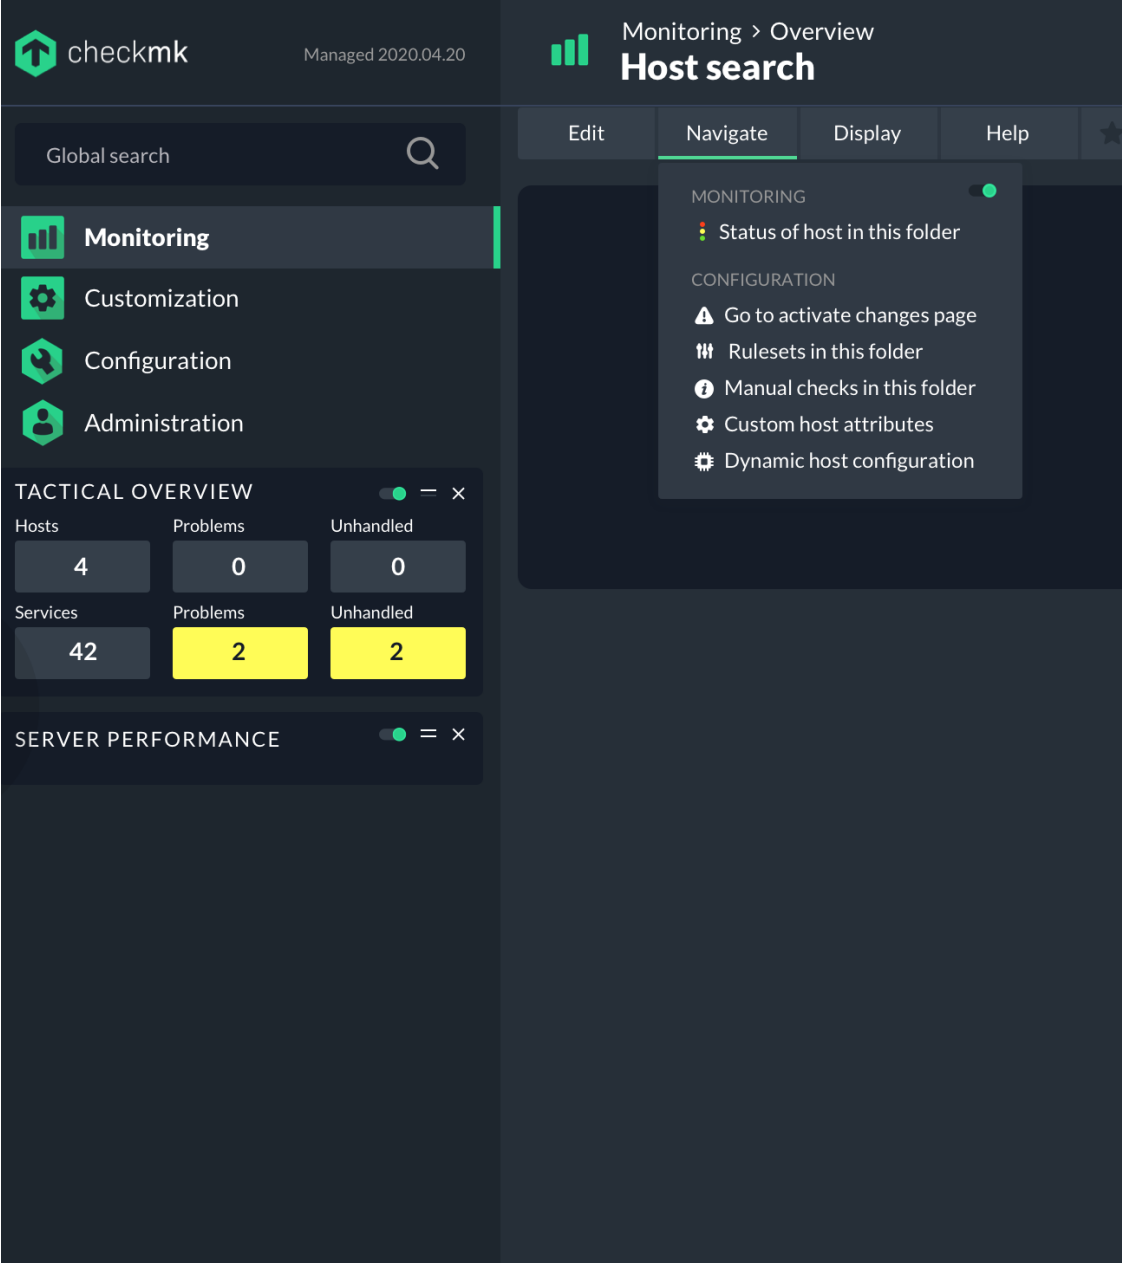 checkmk
Managed 2020.04.20
Global search
Monitoring
Customization
Configuration
Administration
TACTICAL OVERVIEW
Hosts Problems Unhandled
4 0 0
Services Problems Unhandled
42 2 2
SERVER PERFORMANCE
Monitoring > Overview
Host search
Edit Navigate Display Help
MONITORING
Status of host in this folder
CONFIGURATION
Go to activate changes page
Rulesets in this folder
Manual checks in this folder
Custom host attributes
Dynamic host configuration